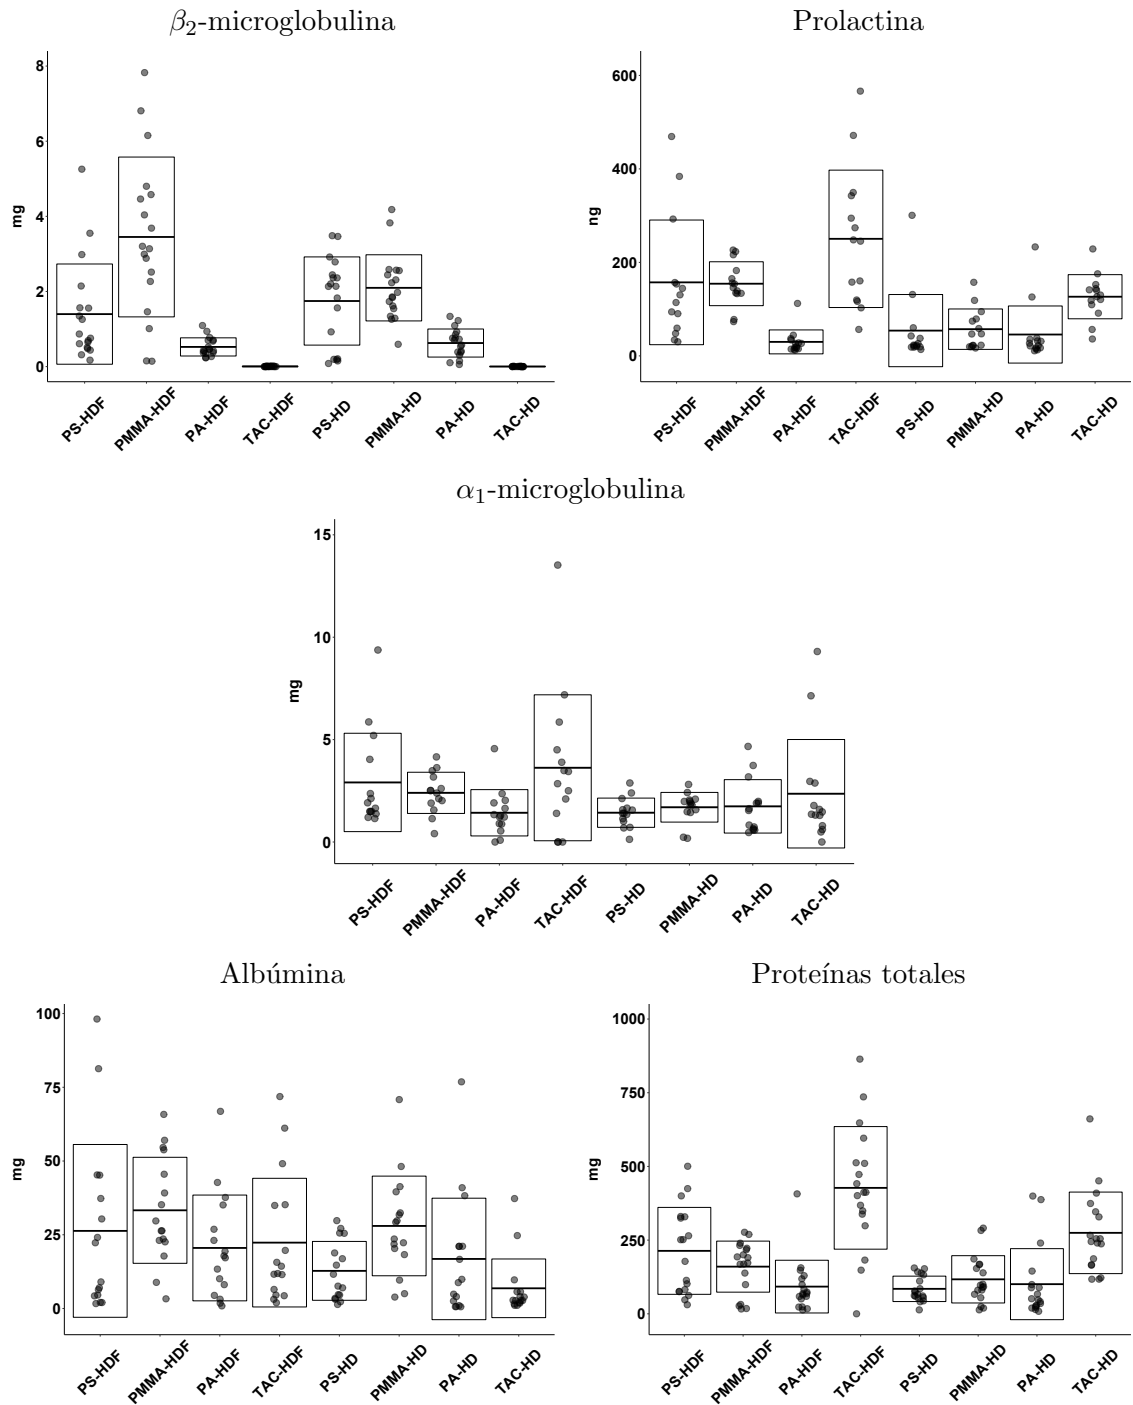 β2-microglobulina
8
6
4
2
0
mg
PS-HDF
PMMA-HDF
PA-HDF
TAC-HDF
PS-HD
PMMA-HD
PA-HD
TAC-HD
Prolactina
600
400
200
0
ng
PS-HDF
PMMA-HDF
PA-HDF
TAC-HDF
PS-HD
PMMA-HD
PA-HD
TAC-HD
α1-microglobulina
15
10
5
0
mg
PS-HDF
PMMA-HDF
PA-HDF
TAC-HDF
PS-HD
PMMA-HD
PA-HD
TAC-HD
Albúmina
100
75
50
25
0
mg
PS-HDF
PMMA-HDF
PA-HDF
TAC-HDF
PS-HD
PMMA-HD
PA-HD
TAC-HD
Proteínas totales
1000
750
500
250
0
mg
PS-HDF
PMMA-HDF
PA-HDF
TAC-HDF
PS-HD
PMMA-HD
PA-HD
TAC-HD